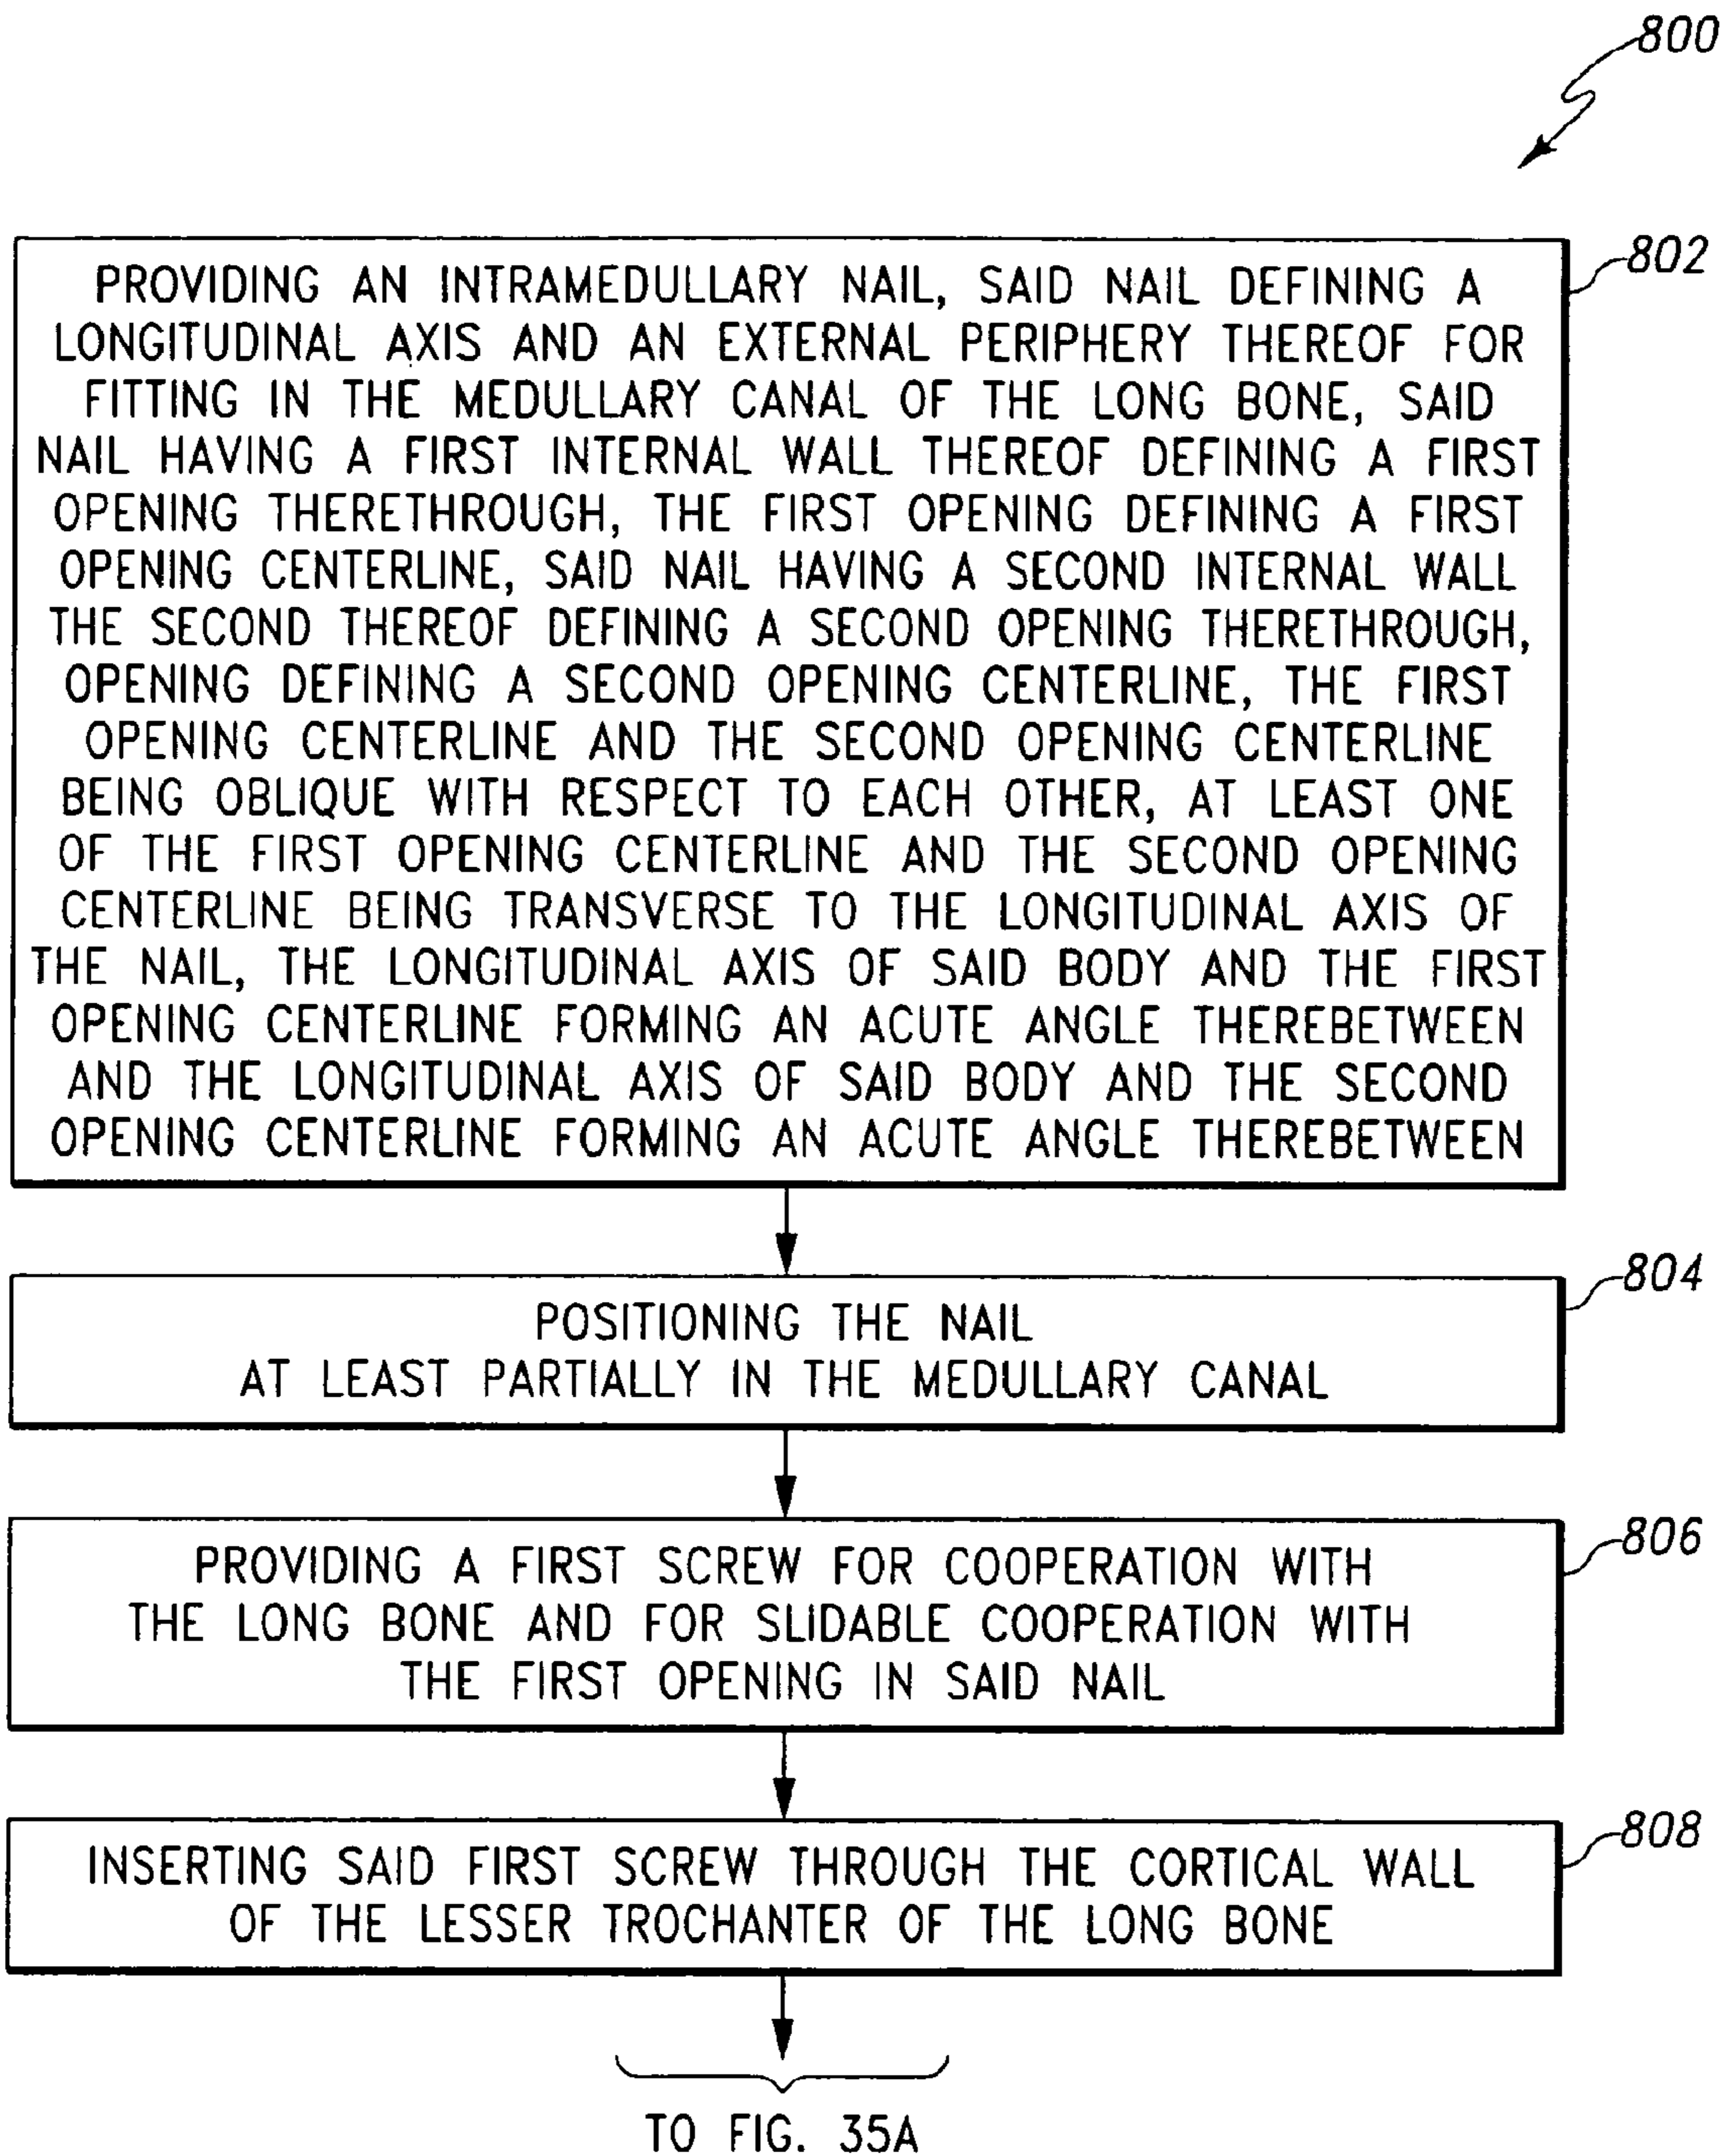 800
802
PROVIDING AN INTRAMEDULLARY NAIL, SAID NAIL DEFINING A
LONGITUDINAL AXIS AND AN EXTERNAL PERIPHERY THEREOF FOR
FITTING IN THE MEDULLARY CANAL OF THE LONG BONE, SAID
NAIL HAVING A FIRST INTERNAL WALL THEREOF DEFINING A FIRST
OPENING THERETHROUGH, THE FIRST OPENING DEFINING A FIRST
OPENING CENTERLINE, SAID NAIL HAVING A SECOND INTERNAL WALL
THE SECOND THEREOF DEFINING A SECOND OPENING THERETHROUGH,
OPENING DEFINING A SECOND OPENING CENTERLINE, THE FIRST
OPENING CENTERLINE AND THE SECOND OPENING CENTERLINE
BEING OBLIQUE WITH RESPECT TO EACH OTHER, AT LEAST ONE
OF THE FIRST OPENING CENTERLINE AND THE SECOND OPENING
CENTERLINE BEING TRANSVERSE TO THE LONGITUDINAL AXIS OF
THE NAIL, THE LONGITUDINAL AXIS OF SAID BODY AND THE FIRST
OPENING CENTERLINE FORMING AN ACUTE ANGLE THEREBETWEEN
AND THE LONGITUDINAL AXIS OF SAID BODY AND THE SECOND
OPENING CENTERLINE FORMING AN ACUTE ANGLE THEREBETWEEN
804
POSITIONING THE NAIL
AT LEAST PARTIALLY IN THE MEDULLARY CANAL
806
PROVIDING A FIRST SCREW FOR COOPERATION WITH
THE LONG BONE AND FOR SLIDABLE COOPERATION WITH
THE FIRST OPENING IN SAID NAIL
808
INSERTING SAID FIRST SCREW THROUGH THE CORTICAL WALL
OF THE LESSER TROCHANTER OF THE LONG BONE
TO FIG. 35A